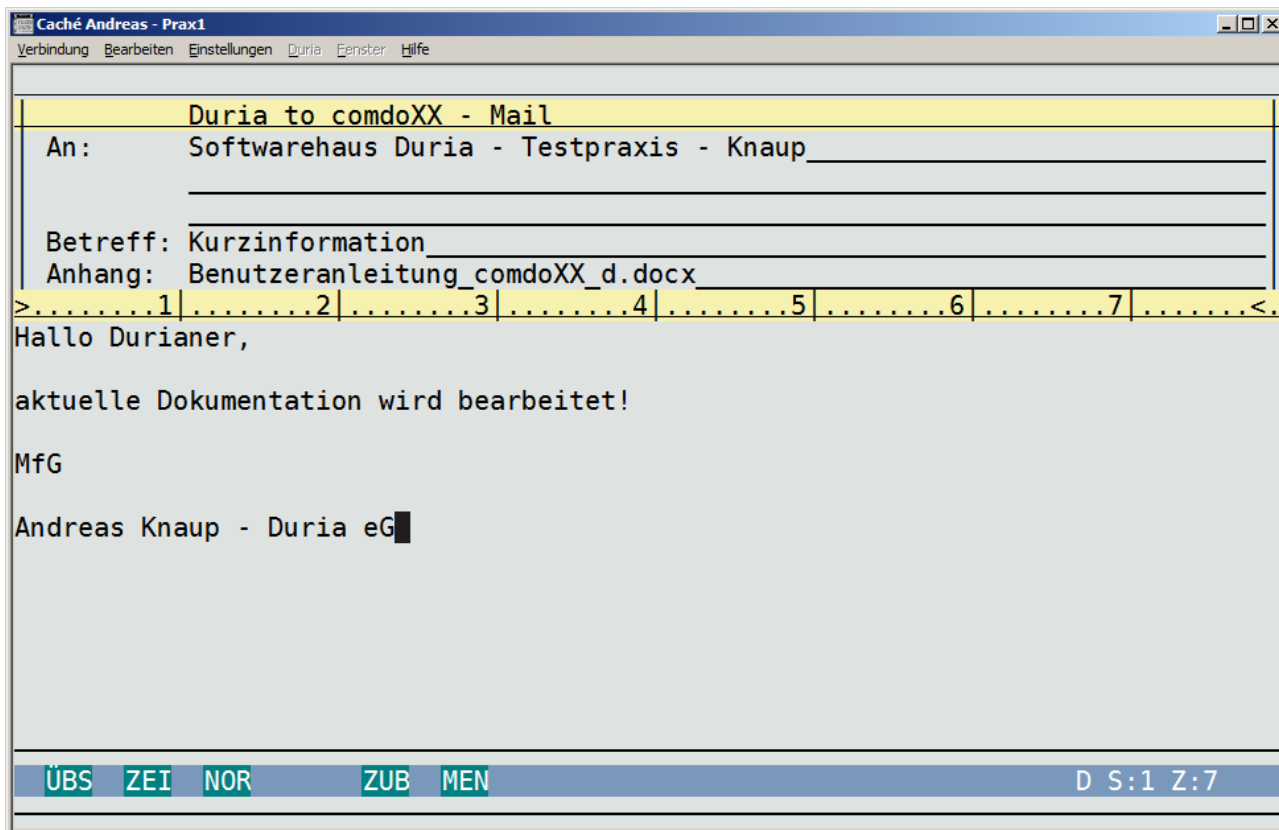 Caché Andreas - Prax1
Verbindung Bearbeiten Einstellungen Duria Fenster Hilfe
Duria to comdoXX - Mail
An: Softwarehaus Duria - Testpraxis - Knaup
Betreff: Kurzinformation
Anhang: Benutzeranleitung_comdoXX_d.docx
>.........1|.........2|.........3|.........4|.........5|.........6|.........7|.......<.
Hallo Durianer,
aktuelle Dokumentation wird bearbeitet!
MfG
Andreas Knaup - Duria eG
ÜBS ZEI NOR ZUB MEN D S:1 Z:7